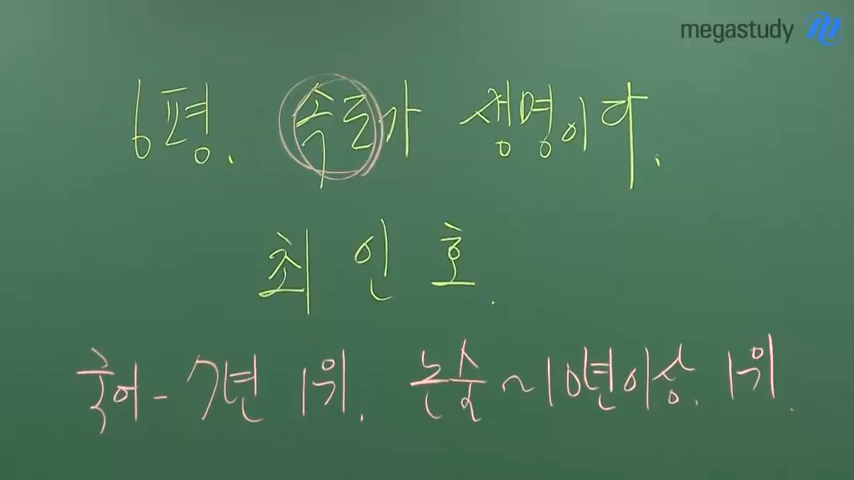 megastudy
6평. 속도가 생명이다.
최 인 호.
국어 - 7년 1위. 논술 ~ 10년이상. 1위.